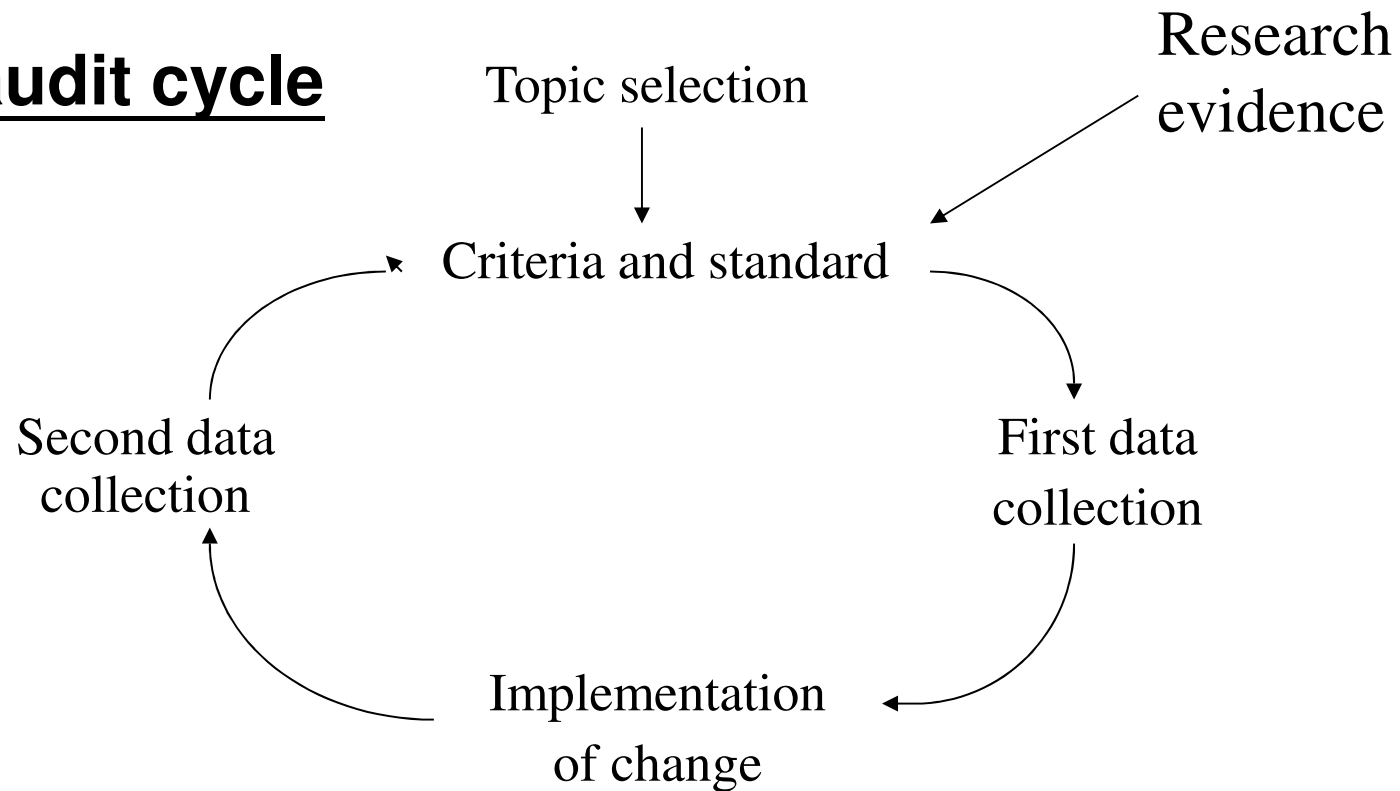 udit cycle
Topic selection
Research
evidence
Criteria and standard
Second data
collection
First data
collection
Implementation
of change